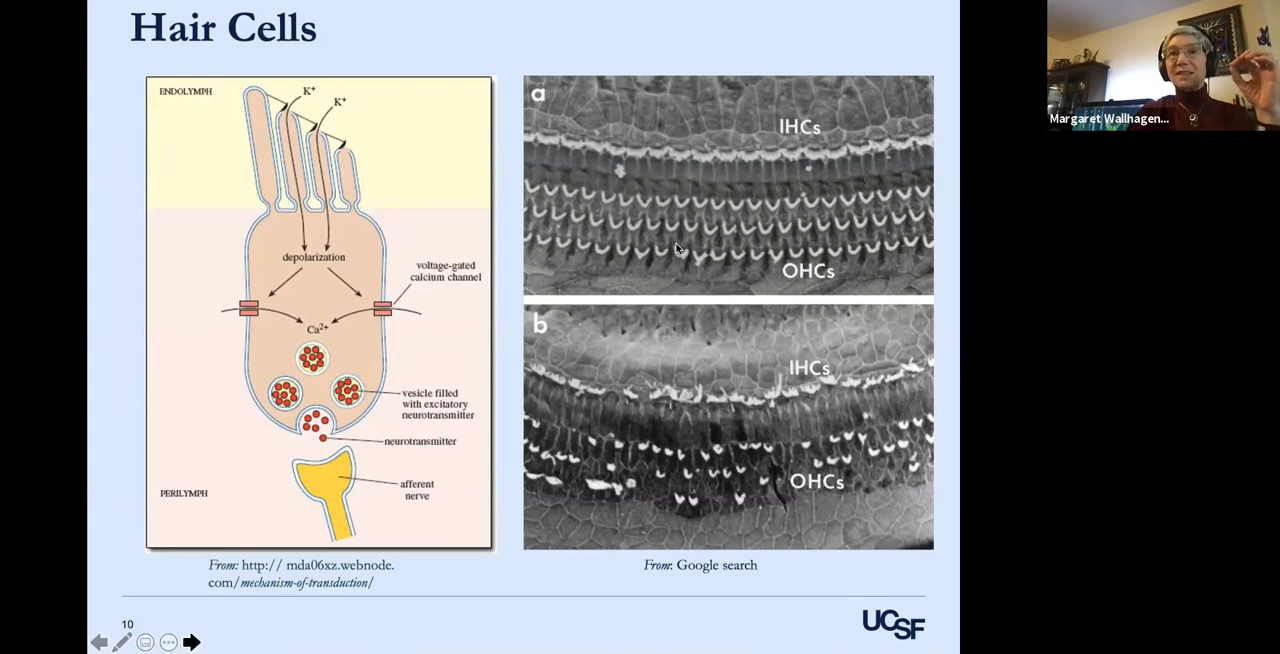 Hair Cells
ENDOLYMPH
K+
K+
depolarization
voltage-gated
calcium channel
Ca2+
vesicle filled
with excitatory
neurotransmitter
neurotransmitter
afferent
nerve
PERILYMPH
From: http:// mda06xz.webnode.
com/mechanism-of-transduction/
a
IHCs
OHCs
b
IHCs
OHCs
From: Google search
10
UCSF
Margaret Wallhagen...